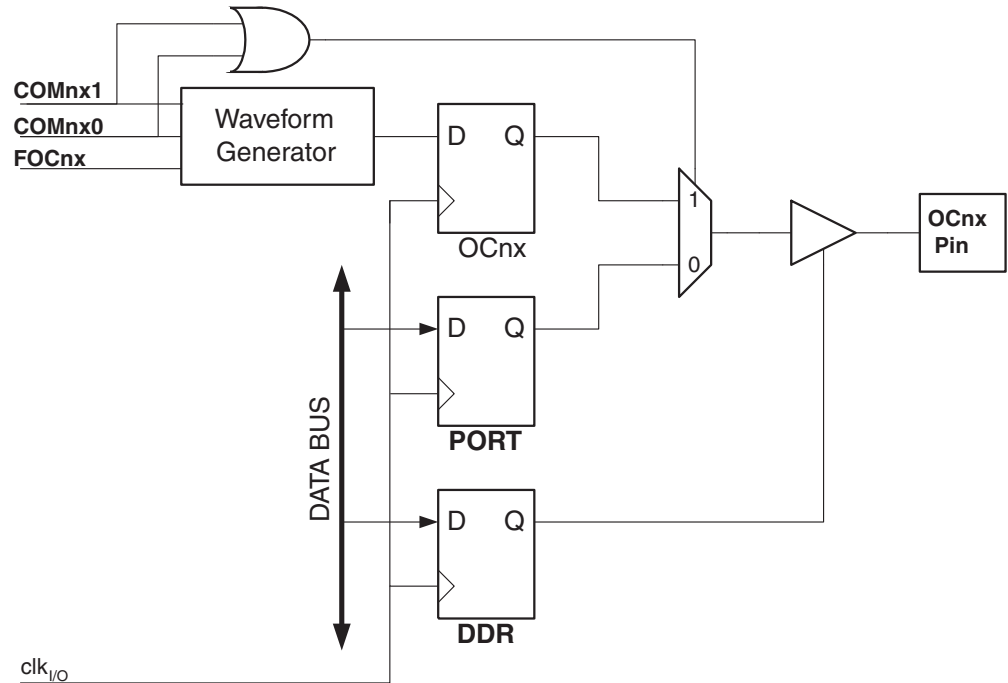 COMnx1
COMnx0
FOCnx
Waveform
Generator
D Q
OCnx
1
0
OCnx
Pin
D Q
PORT
DATA BUS
D Q
DDR
clkI/O